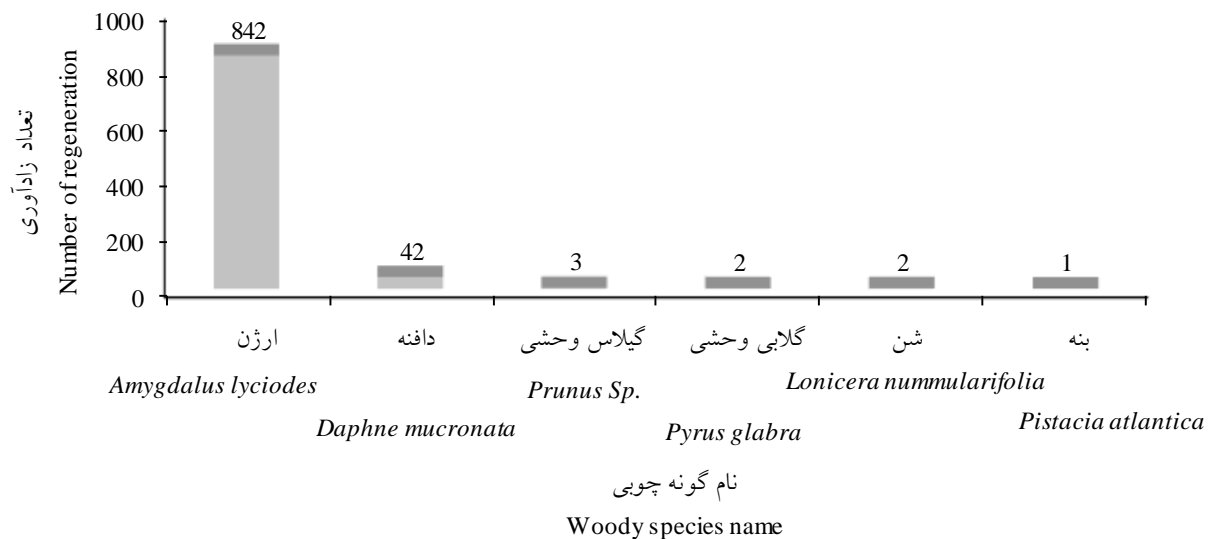 تعداد زادآوری
Number of regeneration
1000
800
600
400
200
0
842
42
3
2
2
1
ارژن
دافنه
گیلاس وحشی
گلابی وحشی
شن
بنه
Amygdalus lyciodes
Daphne mucronata
Prunus Sp.
Pyrus glabra
Lonicera nummularifolia
Pistacia atlantica
نام گونه چوبی
Woody species name